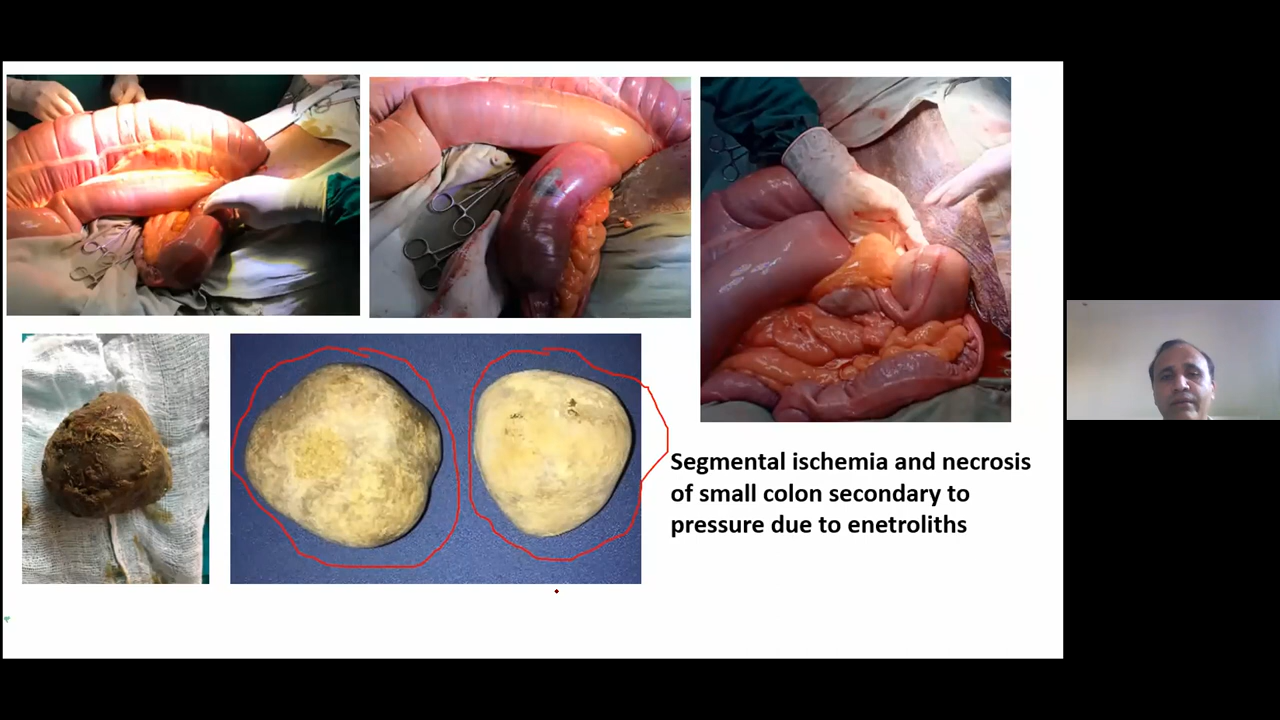 Segmental ischemia and necrosis
of small colon secondary to
pressure due to enetroliths